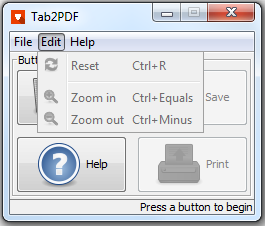 Tab2PDF
File Edit Help
Reset Ctrl+R
Zoom in Ctrl+Equals
Zoom out Ctrl+Minus
Save
Help
Print
Press a button to begin